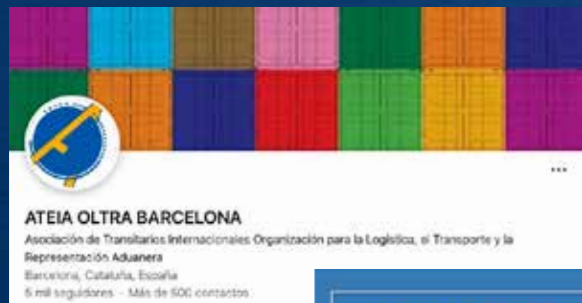 ATEIA OLTRA BARCELONA
Asociación de Transitarios Internacionales Organización para la Logística, el Transporte y la
Representación Aduanera
Barcelona, Cataluña, España
6 mil seguidores - Más de 500 contactos